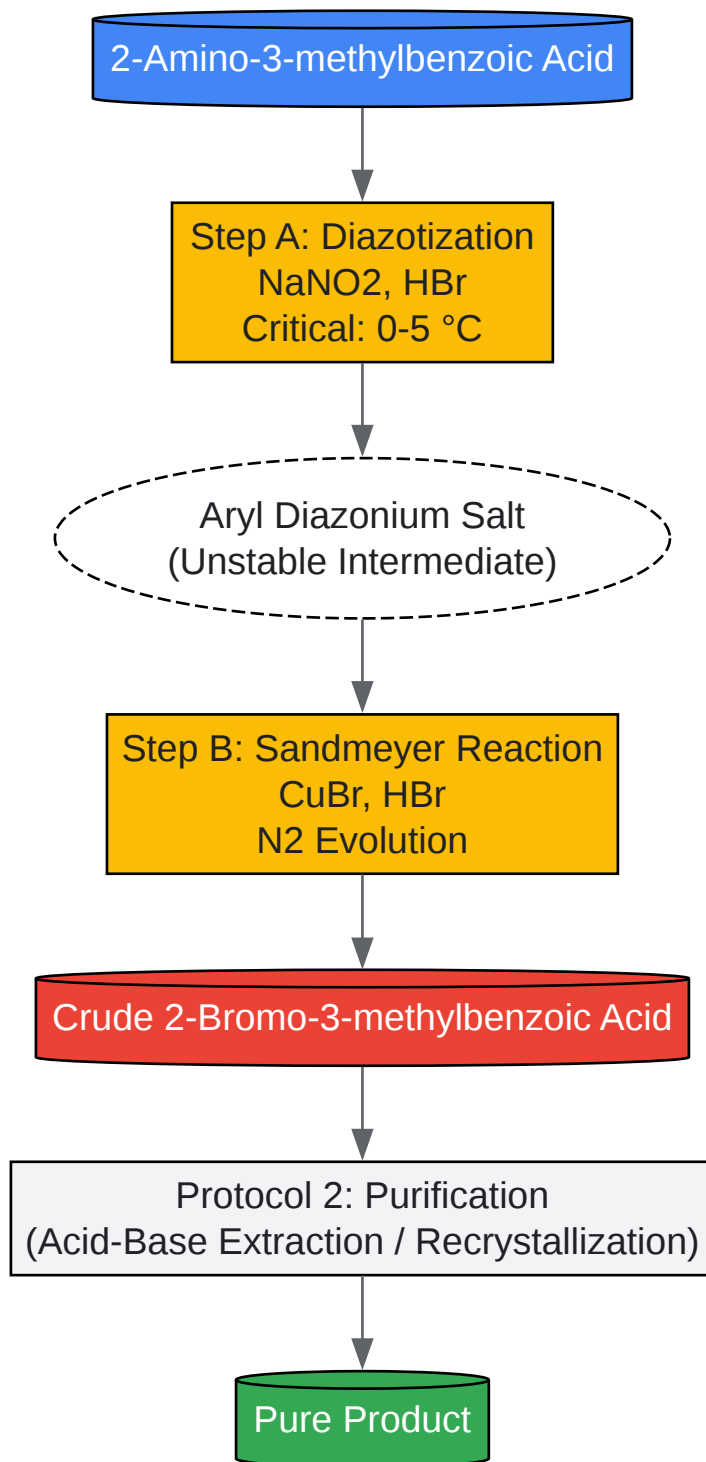 2-Amino-3-methylbenzoic Acid
Step A: Diazotization
NaNO2, HBr
Critical: 0-5 °C
Aryl Diazonium Salt
(Unstable Intermediate)
Step B: Sandmeyer Reaction
CuBr, HBr
N2 Evolution
Crude 2-Bromo-3-methylbenzoic Acid
Protocol 2: Purification
(Acid-Base Extraction / Recrystallization)
Pure Product